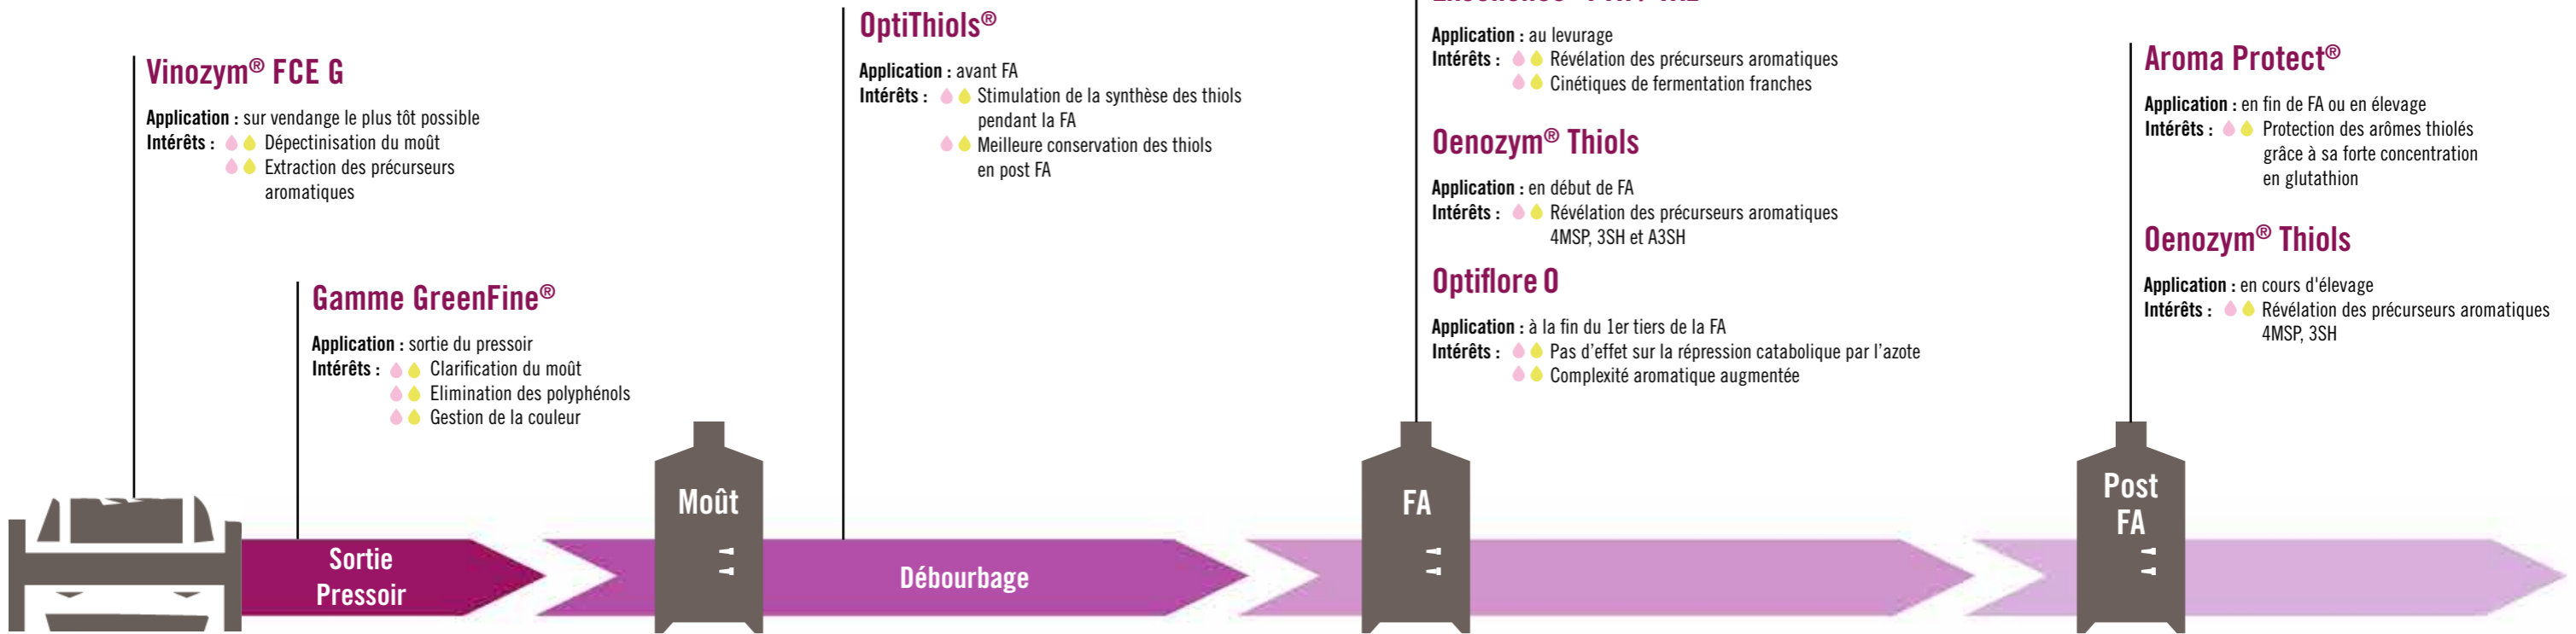 Vinozym® FCE G
Application : sur vendange le plus tôt possible
Intérêts : Dépectinisation du moût
Extraction des précurseurs
aromatiques
Gamme GreenFine®
Application : sortie du pressoir
Intérêts : Clarification du moût
Elimination des polyphénols
Gestion de la couleur
OptiThiols®
Application : avant FA
Intérêts : Stimulation de la synthèse des thiols
pendant la FA
Meilleure conservation des thiols
en post FA
Application : au levurage
Intérêts : Révélation des précurseurs aromatiques
Cinétiques de fermentation franches
Oenozym® Thiols
Application : en début de FA
Intérêts : Révélation des précurseurs aromatiques
4MSP, 3SH et A3SH
Optiflore O
Application : à la fin du 1er tiers de la FA
Intérêts : Pas d'effet sur la répression catabolique par l'azote
Complexité aromatique augmentée
Aroma Protect®
Application : en fin de FA ou en élevage
Intérêts : Protection des arômes thiolés
grâce à sa forte concentration
en glutathion
Oenozym® Thiols
Application : en cours d'élevage
Intérêts : Révélation des précurseurs aromatiques
4MSP, 3SH
Sortie
Pressoir
Moût
Débourbage
FA
Post
FA